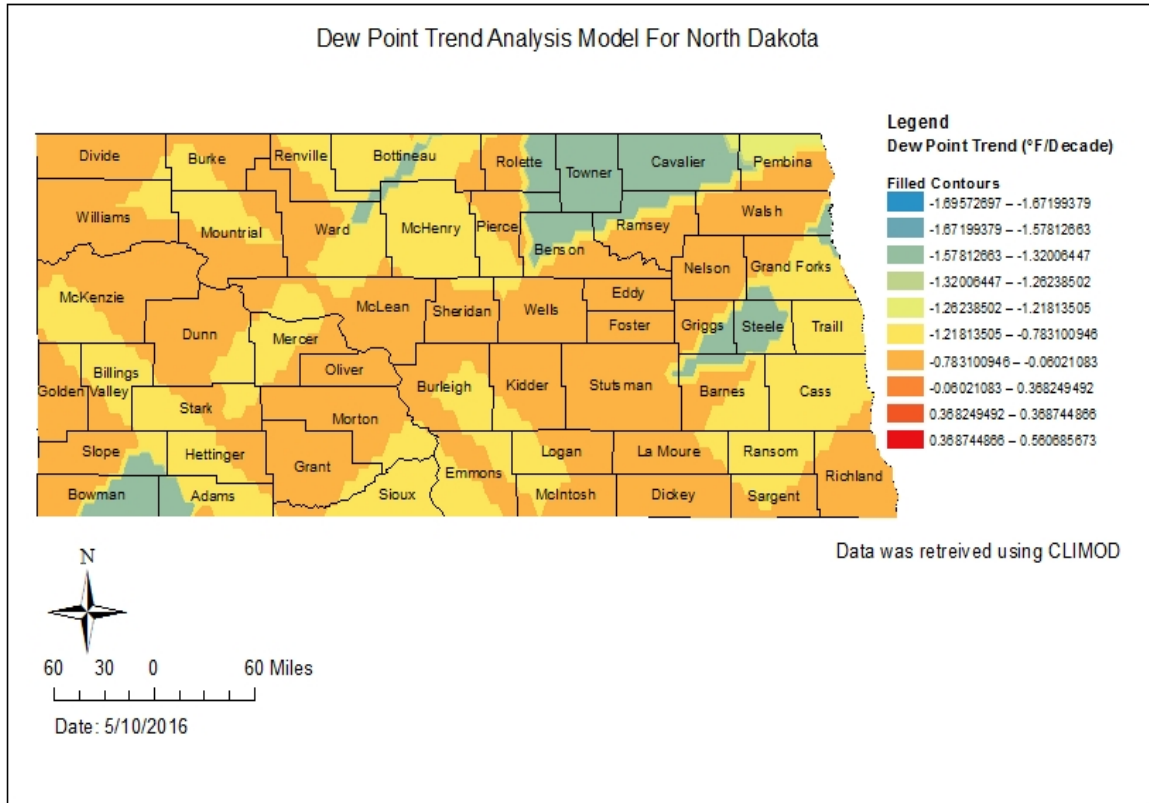 Dew Point Trend Analysis Model For North Dakota
Legend
Dew Point Trend (°F/Decade)
Filled Contours
-1.69572697 – -1.67199379
-1.67199379 – -1.57812663
-1.57812663 – -1.32006447
-1.32006447 – -1.26238502
-1.26238502 – -1.21813505
-1.21813505 – -0.783100946
-0.783100946 – -0.06021083
-0.06021083 – 0.368249492
0.368249492 – 0.368744866
0.368744866 – 0.560685673
Divide
Burke
Renville
Bottineau
Rolette
Towner
Cavalier
Pembina
Williams
Mountrial
Ward
McHenry
Pierce
Benson
Ramsey
Walsh
McKenzie
Dunn
Mercer
McLean
Sheridan
Wells
Eddy
Foster
Nelson
Grand Forks
Griggs
Steele
Traill
Golden
Valley
Billings
Stark
Oliver
Morton
Burleigh
Kidder
Stutsman
Barnes
Cass
Slope
Hettinger
Grant
Emmons
Logan
La Moure
Ransom
Richland
Bowman
Adams
Sioux
McIntosh
Dickey
Sargent
Data was retreived using CLIMOD
N
60 30 0 60 Miles
Date: 5/10/2016